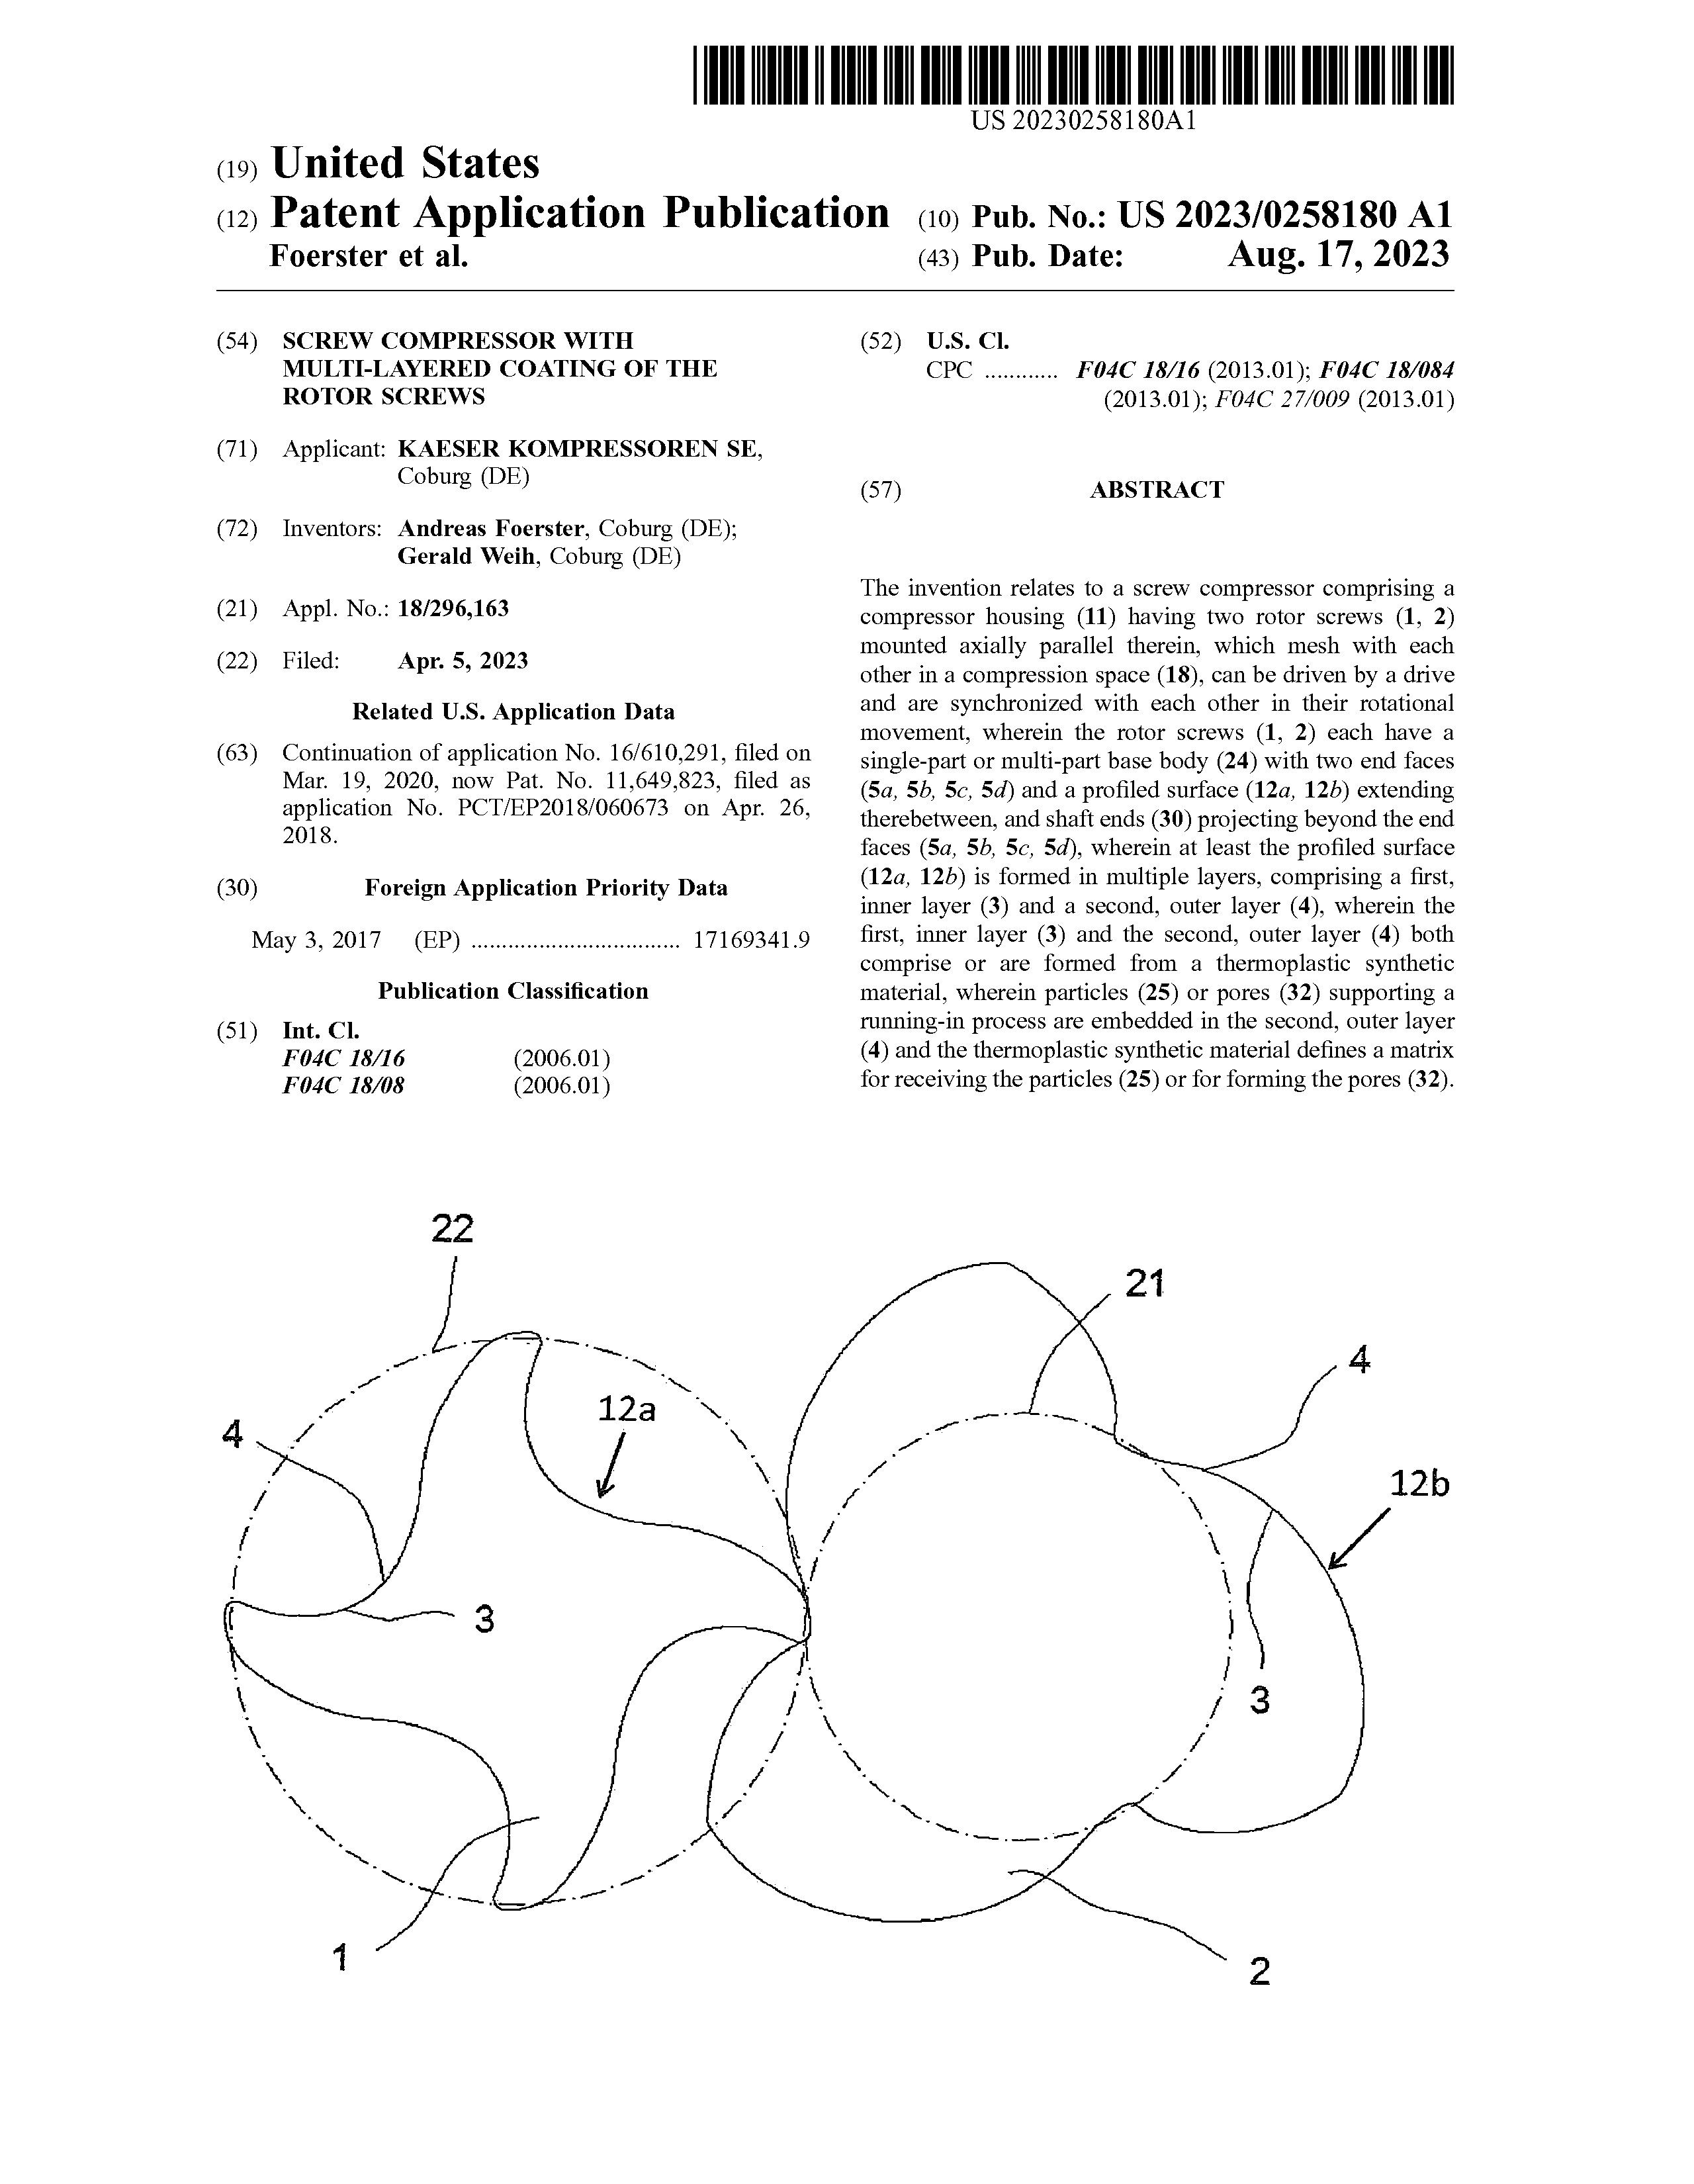 US 20230258180A1
(19) United States
(12) Patent Application Publication
Foerster et al.
(10) Pub. No.: US 2023/0258180 A1
(43) Pub. Date: Aug. 17, 2023
(54) SCREW COMPRESSOR WITH
MULTI-LAYERED COATING OF THE
ROTOR SCREWS
(71) Applicant: KAESER KOMPRESSOREN SE,
Coburg (DE)
(72) Inventors: Andreas Foerster, Coburg (DE);
Gerald Weih, Coburg (DE)
(21) Appl. No.: 18/296,163
(22) Filed: Apr. 5, 2023
Related U.S. Application Data
(63) Continuation of application No. 16/610,291, filed on
Mar. 19, 2020, now Pat. No. 11,649,823, filed as
application No. PCT/EP2018/060673 on Apr. 26,
2018.
(30) Foreign Application Priority Data
May 3, 2017 (EP) .................................. 17169341.9
Publication Classification
(51) Int. Cl.
F04C 18/16 (2006.01)
F04C 18/08 (2006.01)
(52) U.S. Cl.
CPC ............ F04C 18/16 (2013.01); F04C 18/084
(2013.01); F04C 27/009 (2013.01)
(57) ABSTRACT
The invention relates to a screw compressor comprising a
compressor housing (11) having two rotor screws (1, 2)
mounted axially parallel therein, which mesh with each
other in a compression space (18), can be driven by a drive
and are synchronized with each other in their rotational
movement, wherein the rotor screws (1, 2) each have a
single-part or multi-part base body (24) with two end faces
(5a, 5b, 5c, 5d) and a profiled surface (12a, 12b) extending
therebetween, and shaft ends (30) projecting beyond the end
faces (5a, 5b, 5c, 5d), wherein at least the profiled surface
(12a, 12b) is formed in multiple layers, comprising a first,
inner layer (3) and a second, outer layer (4), wherein the
first, inner layer (3) and the second, outer layer (4) both
comprise or are formed from a thermoplastic synthetic
material, wherein particles (25) or pores (32) supporting a
running-in process are embedded in the second, outer layer
(4) and the thermoplastic synthetic material defines a matrix
for receiving the particles (25) or for forming the pores (32).
22
21
4
12a
4
12b
3
3
1
2